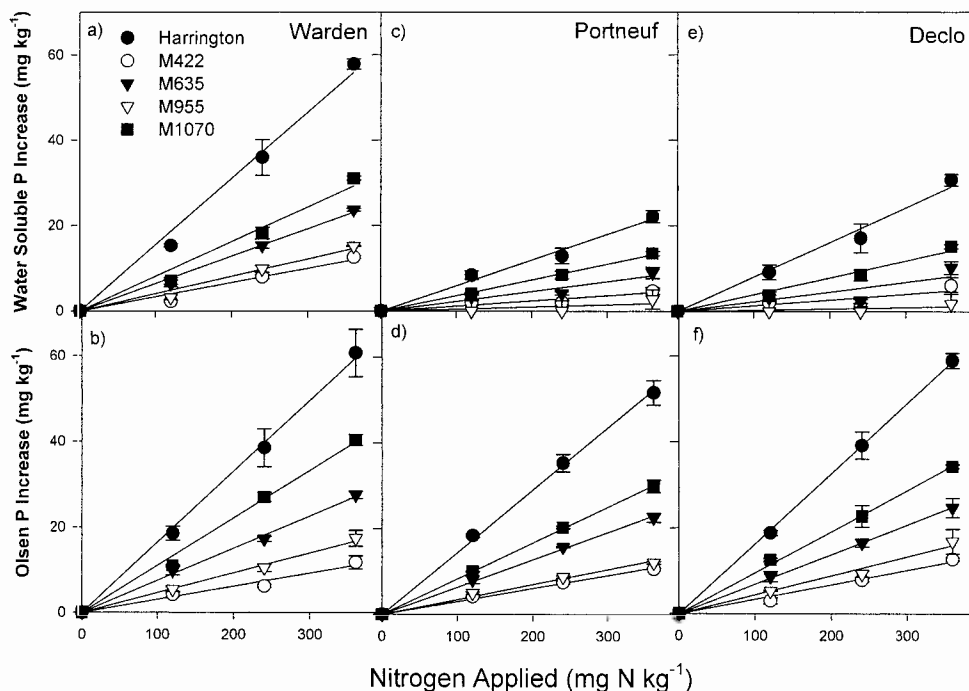 a)
Harrington
M422
M635
M955
M1070
Warden
c)
Portneuf
e)
Declo
60
40
20
0
Water Soluble P Increase (mg kg-1)
b)
d)
f)
60
40
20
0
Olsen P Increase (mg kg-1)
0 100 200 300
0 100 200 300
0 100 200 300
Nitrogen Applied (mg N kg-1)